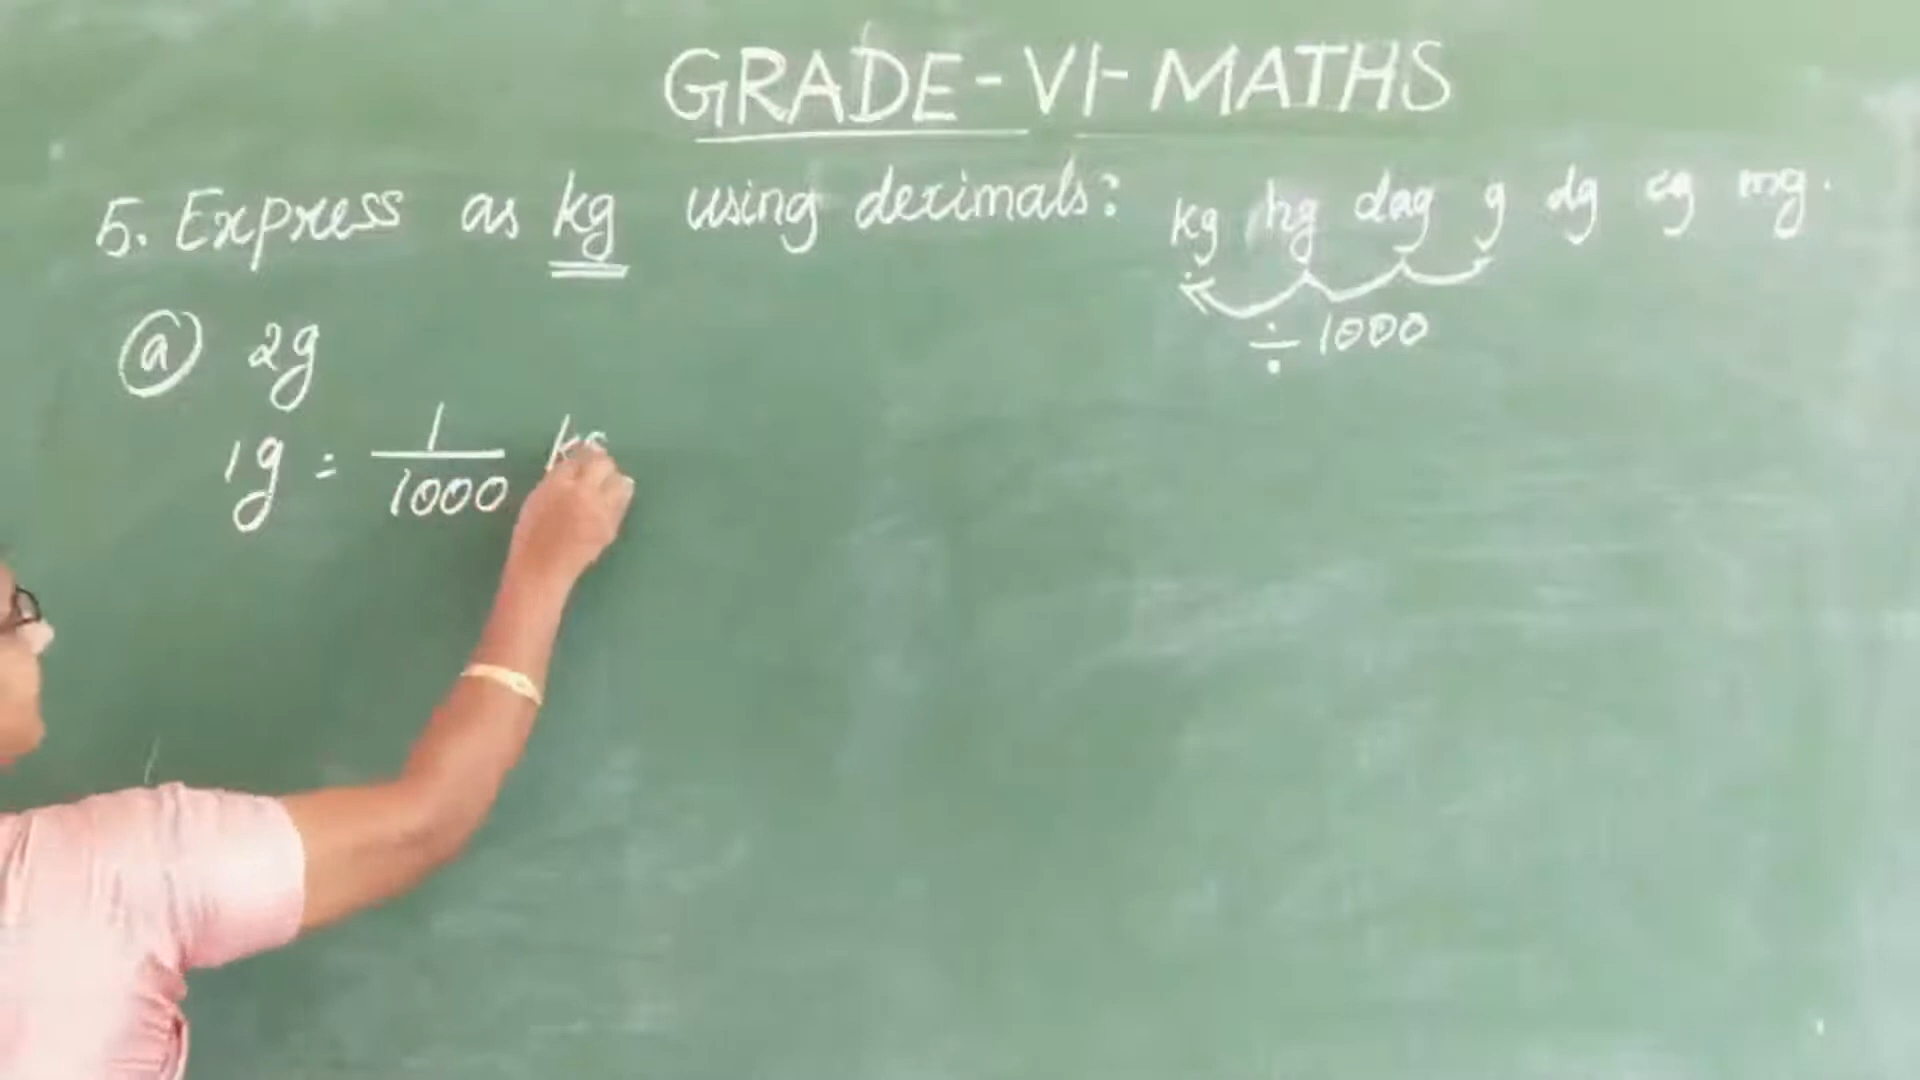 GRADE-VI-MATHS
5. Express as kg using decimals:
kg hg dag g dg cg mg.
÷ 1000
(a) 2g
1g = 1/1000 kg